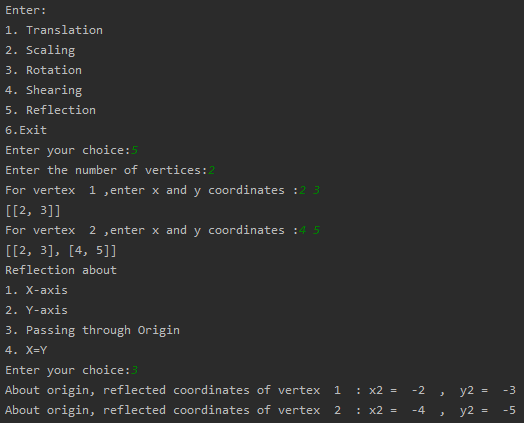 Enter:
1. Translation
2. Scaling
3. Rotation
4. Shearing
5. Reflection
6.Exit
Enter your choice:5
Enter the number of vertices:2
For vertex  1 ,enter x and y coordinates :2 3
[[2, 3]]
For vertex  2 ,enter x and y coordinates :4 5
[[2, 3], [4, 5]]
Reflection about
1. X-axis
2. Y-axis
3. Passing through Origin
4. X=Y
Enter your choice:3
About origin, reflected coordinates of vertex  1  : x2 =  -2  ,  y2 =  -3
About origin, reflected coordinates of vertex  2  : x2 =  -4  ,  y2 =  -5